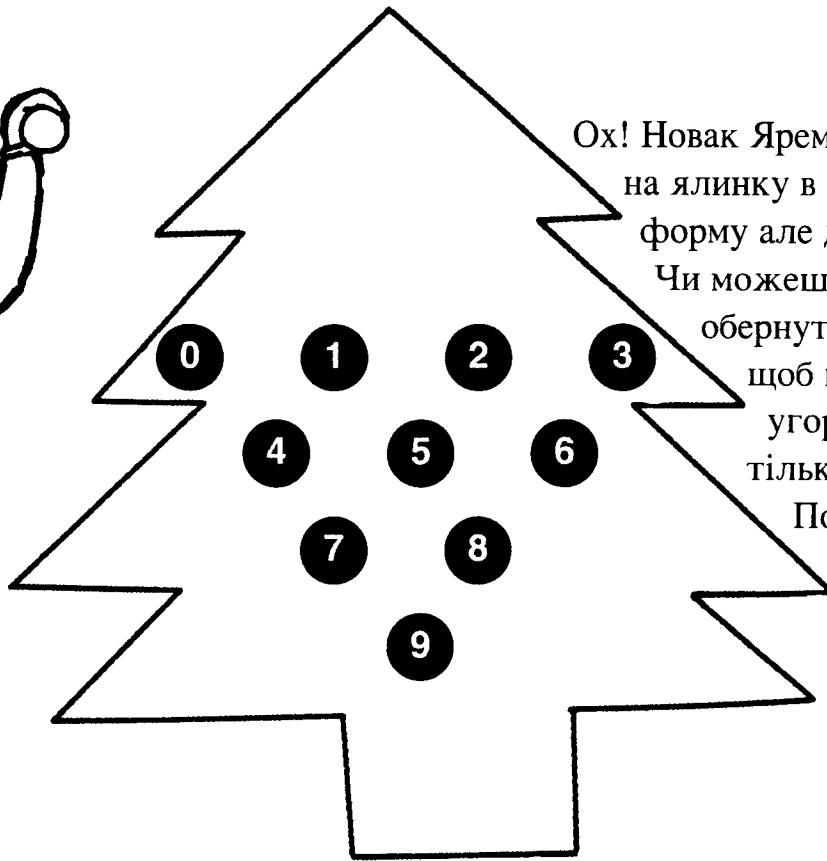 Ох! Новак Ярем
на ялинку в
форму але
Чи можеш
обернут
щоб
угор
тільк
По
0 1 2 3
4 5 6
7 8
9